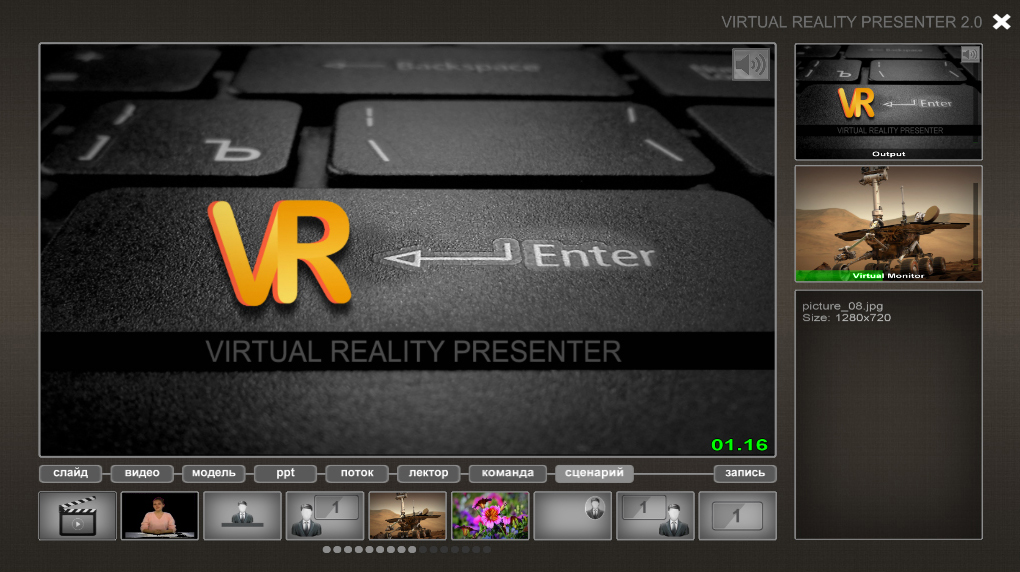 VIRTUAL REALITY PRESENTER 2.0
Backspace
Ъ
VR
Enter
VIRTUAL REALITY PRESENTER
01.16
Ъ
VR
Enter
VIRTUAL REALITY PRESENTER
Output
Virtual Monitor
picture_08.jpg
Size: 1280x720
слайд видео модель ppt поток лектор команда сценарий запись
1
1
1